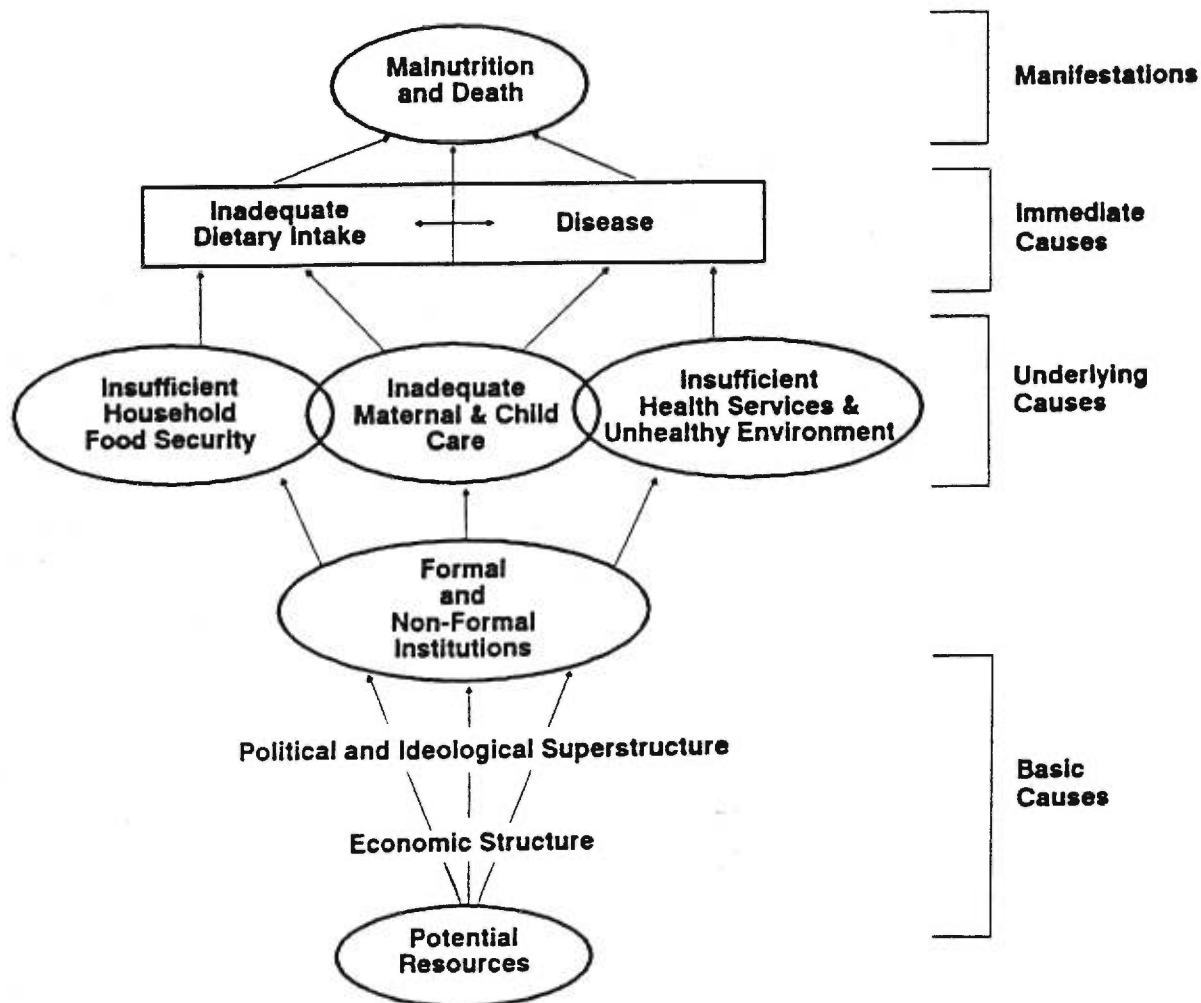 Malnutrition
and Death
Manifestations
Inadequate
Dietary Intake
Disease
Immediate
Causes
Insufficient
Household
Food Security
Inadequate
Maternal & Child
Care
Insufficient
Health Services &
Unhealthy Environment
Underlying
Causes
Formal
and
Non-Formal
Institutions
Political and Ideological Superstructure
Economic Structure
Basic
Causes
Potential
Resources